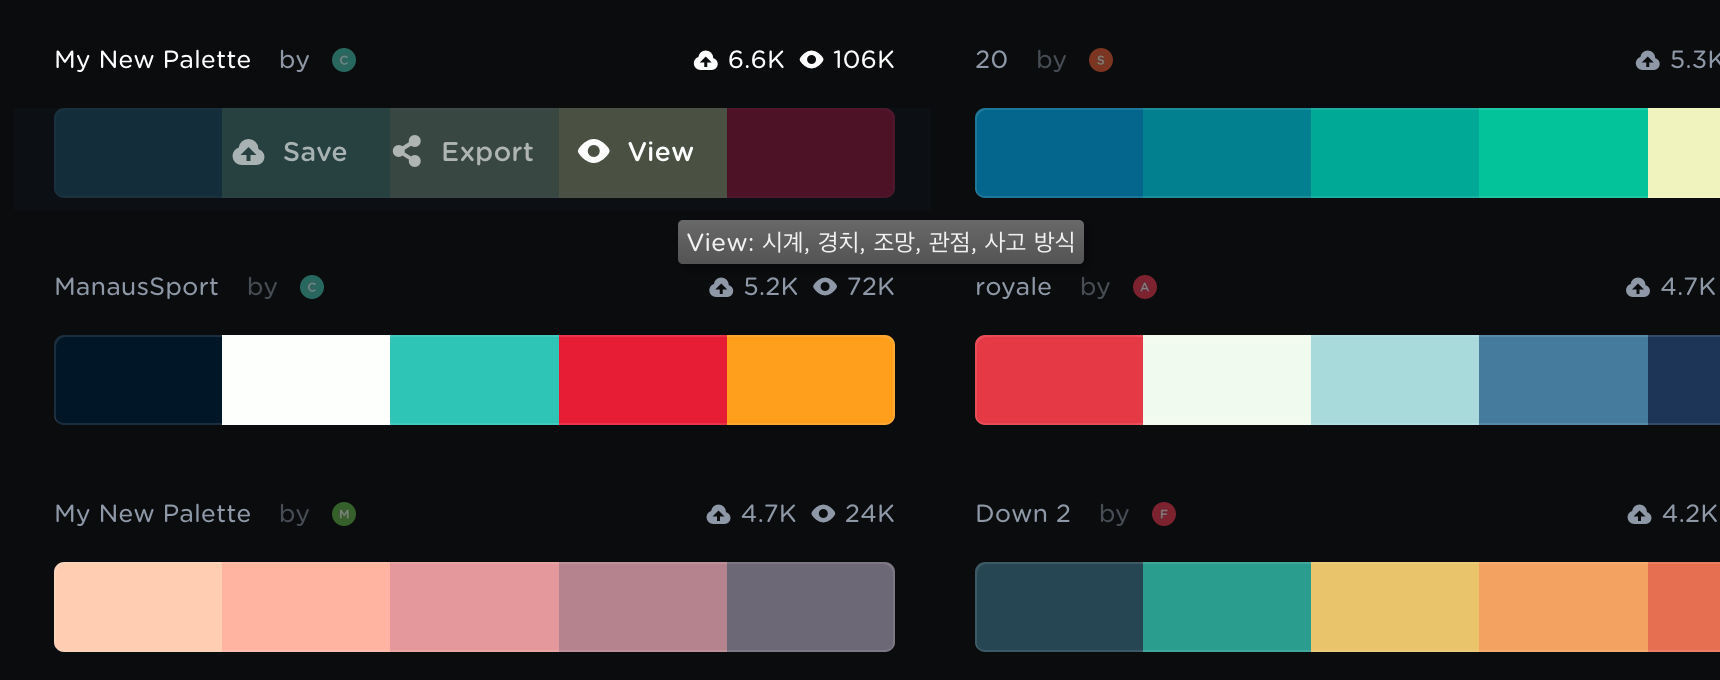 My New Palette by C 6.6K 106K
20 by S 5.3K
Save Export View
View: 시계, 경치, 조망, 관점, 사고 방식
ManausSport by C 5.2K 72K
royale by A 4.7K
My New Palette by M 4.7K 24K
Down 2 by F 4.2K